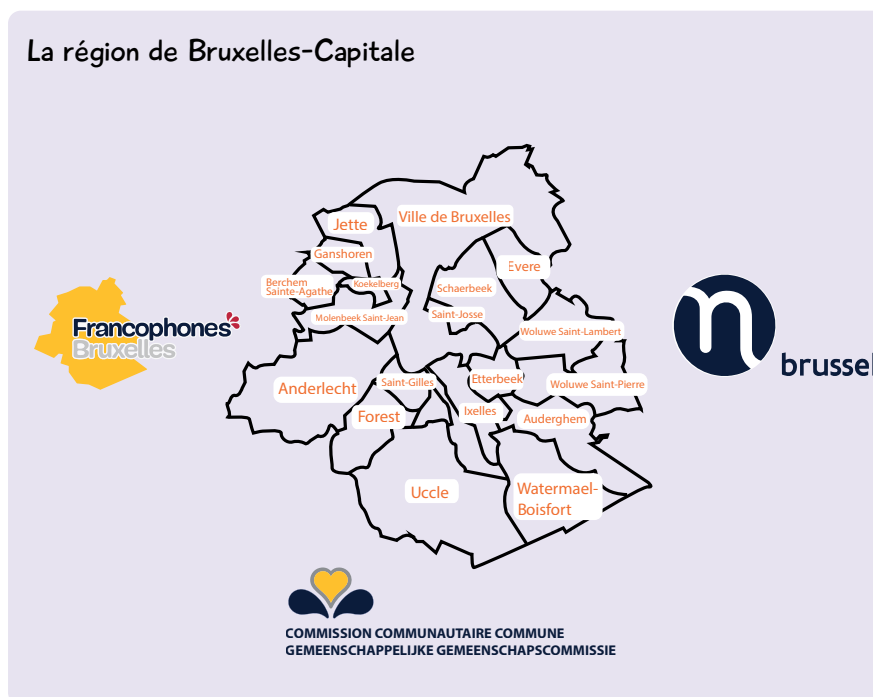 La région de Bruxelles-Capitale
Jette
Ville de Bruxelles
Ganshoren
Evere
Berchem
Sainte-Agathe
Koekelberg
Schaerbeek
Molenbeek Saint-Jean
Saint-Josse
Woluwe Saint-Lambert
Francophones
Bruxelles
n
brussel
Anderlecht
Saint-Gilles
Etterbeek
Woluwe Saint-Pierre
Forest
Ixelles
Auderghem
Uccle
Watermael-
Boisfort
COMMISSION COMMUNAUTAIRE COMMUNE
GEMEENSCHAPPELIJKE GEMEENSCHAPSCOMMISSIE